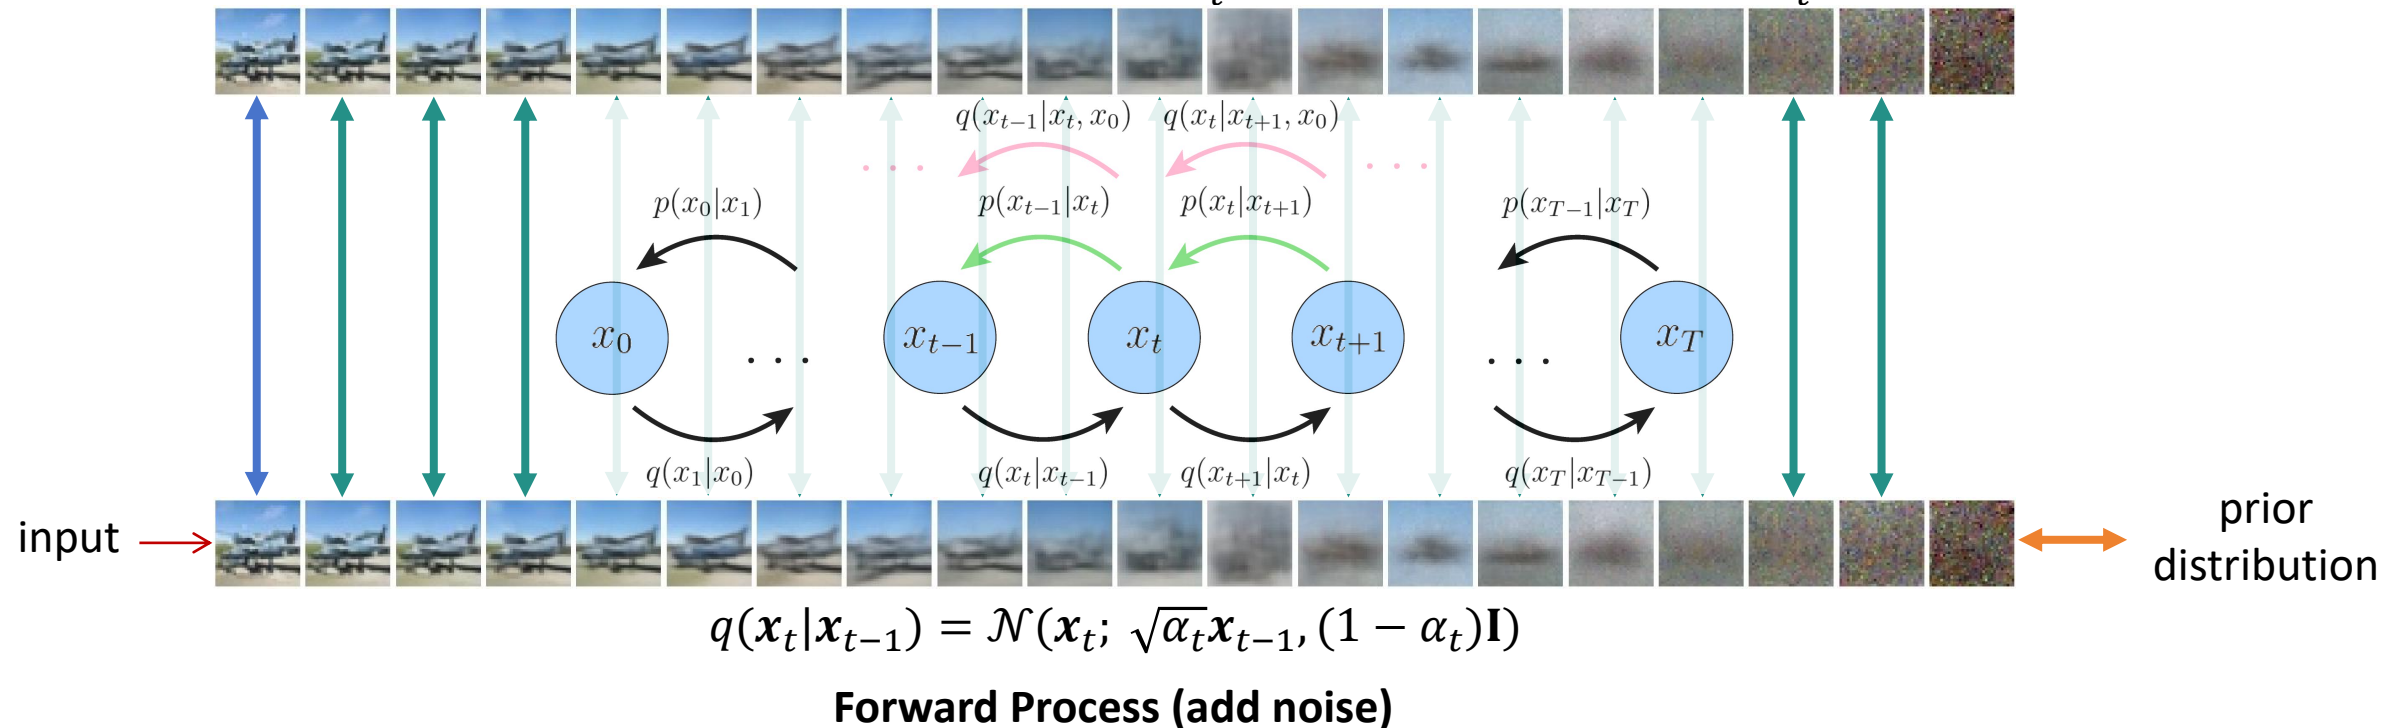 t t
q(x_{t-1}|x_t, x_0) q(x_t|x_{t+1}, x_0)
. . . . . .
p(x_0|x_1) p(x_{t-1}|x_t) p(x_t|x_{t+1}) p(x_{T-1}|x_T)
x_0 . . . x_{t-1} x_t x_{t+1} . . . x_T
q(x_1|x_0) q(x_t|x_{t-1}) q(x_{t+1}|x_t) q(x_T|x_{T-1})
input
prior
distribution
q(x_t|x_{t-1}) = 𝒩(x_t; √α_t x_{t-1}, (1 − α_t)I)
Forward Process (add noise)